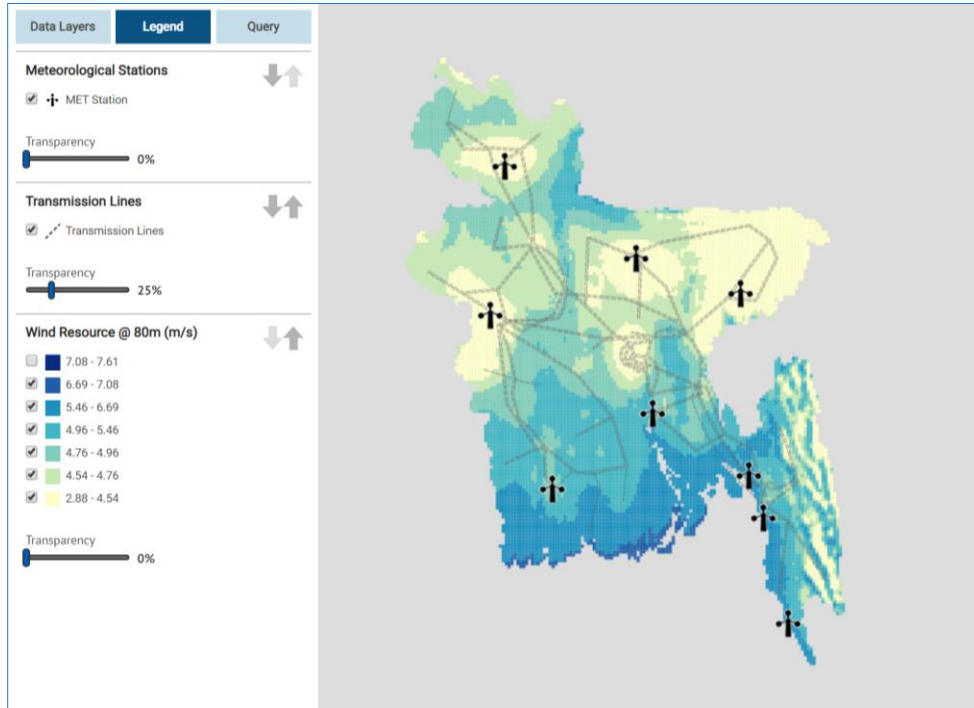 Data Layers
Legend
Query
Meteorological Stations
MET Station
Transparency
0%
Transmission Lines
Transmission Lines
Transparency
25%
Wind Resource @ 80m (m/s)
7.08 - 7.61
6.69 - 7.08
5.46 - 6.69
4.96 - 5.46
4.76 - 4.96
4.54 - 4.76
2.88 - 4.54
Transparency
0%